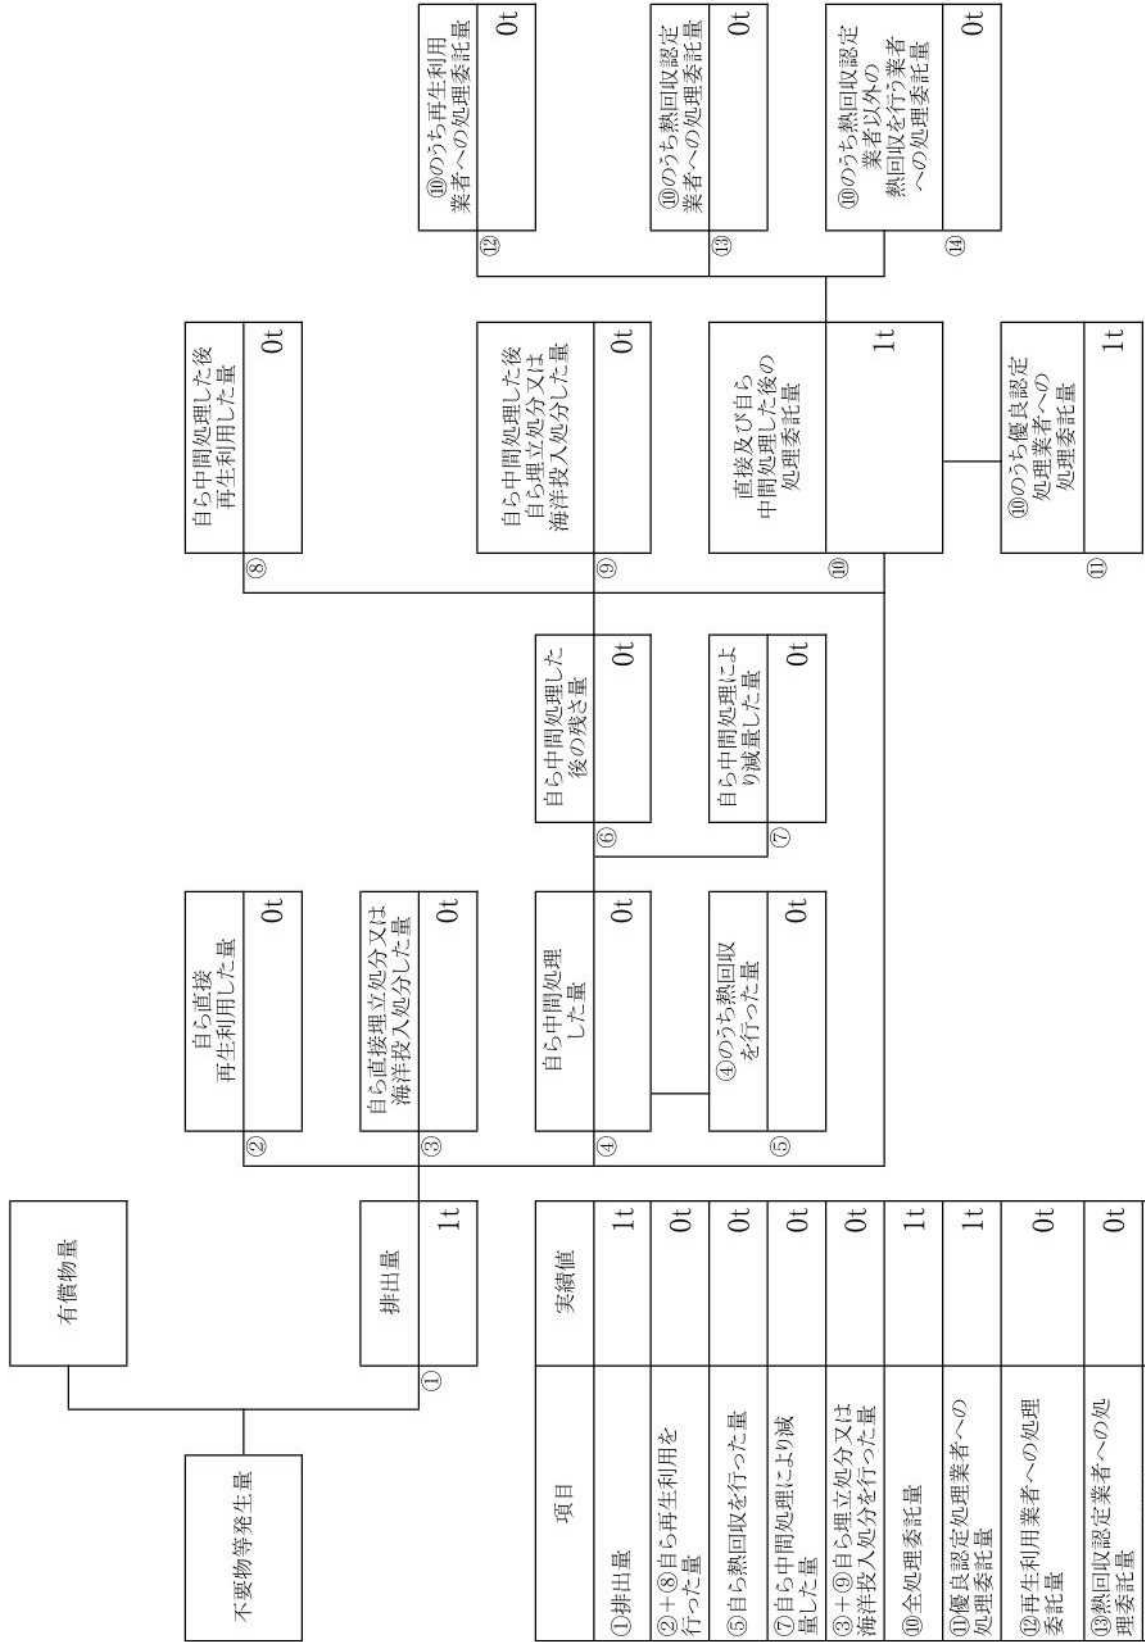 有償物量
不要物等発生量
排出量
①
1t
自ら直接
再生利用した量
②
0t
自ら直接埋立処分又は
海洋投入処分した量
③
0t
自ら中間処理
した量
④
0t
④のうち熱回収
を行った量
⑤
0t
自ら中間処理した
後の残さ量
⑥
0t
自ら中間処理によ
り減量した量
⑦
0t
自ら中間処理した後
再生利用した量
⑧
0t
自ら中間処理した後
自ら埋立処分又は
海洋投入処分した量
⑨
0t
直接及び自ら
中間処理した後の
処理委託量
⑩
1t
⑩のうち優良認定
処理業者への
処理委託量
⑪
1t
⑩のうち再生利用
業者への処理委託量
⑫
0t
⑩のうち熱回収認定
業者への処理委託量
⑬
0t
⑩のうち熱回収認定
業者以外の
熱回収を行う業者
への処理委託量
⑭
0t
項目 実績値
①排出量 1t
②+⑧自ら再生利用を
行った量 0t
⑤自ら熱回収を行った量 0t
⑦自ら中間処理により減
量した量 0t
③+⑨自ら埋立処分又は
海洋投入処分を行った量 0t
⑩全処理委託量 1t
⑪優良認定処理業者への
処理委託量 1t
⑫再生利用業者への処理
委託量 0t
⑬熱回収認定業者への処
理委託量 0t